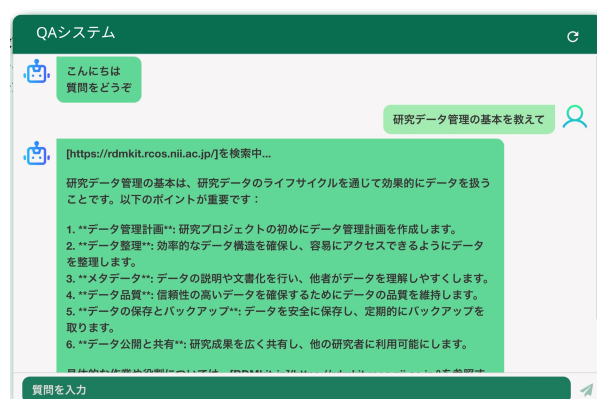 QAシステム
こんにちは
質問をどうぞ
研究データ管理の基本を教えて
[https://rdmkit.rcos.nii.ac.jp/]を検索中...
研究データ管理の基本は、研究データのライフサイクルを通じて効果的にデータを扱う
ことです。以下のポイントが重要です：
1. **データ管理計画**: 研究プロジェクトの初めにデータ管理計画を作成します。
2. **データ整理**: 効率的なデータ構造を確保し、容易にアクセスできるようにデータ
を整理します。
3. **メタデータ**: データの説明や文書化を行い、他者がデータを理解しやすくします。
4. **データ品質**: 信頼性の高いデータを確保するためにデータの品質を維持します。
5. **データの保存とバックアップ**: データを安全に保存し、定期的にバックアップを
取ります。
6. **データ公開と共有**: 研究成果を広く共有し、他の研究者に利用可能にします。
質問を入力